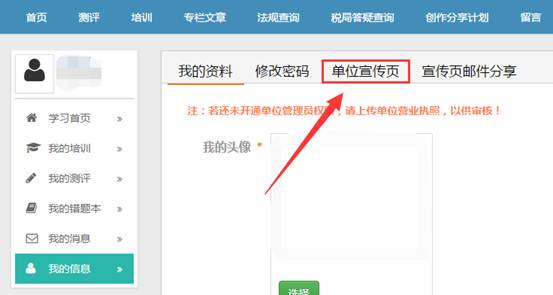 首页 测评 培训 专栏文章 法规查询 税局答疑查询 创作分享计划 留言
我的资料 修改密码 单位宣传页 宣传页邮件分享
注：若还未开通单位管理员权限，请上传单位营业执照，以供审核！
我的头像 *
选择
学习首页 »
我的培训 »
我的测评 »
我的错题本 »
我的消息 »
我的信息 »